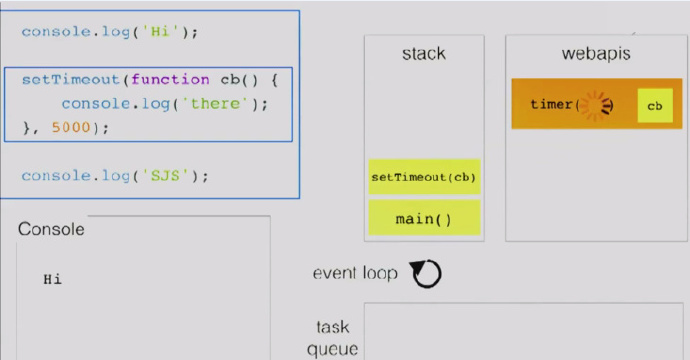 console.log('Hi');
setTimeout(function cb() {
console.log('there');
}, 5000);
console.log('SJS');
Console
Hi
stack
setTimeout(cb)
main()
webapis
timer( )
cb
event loop
task
queue